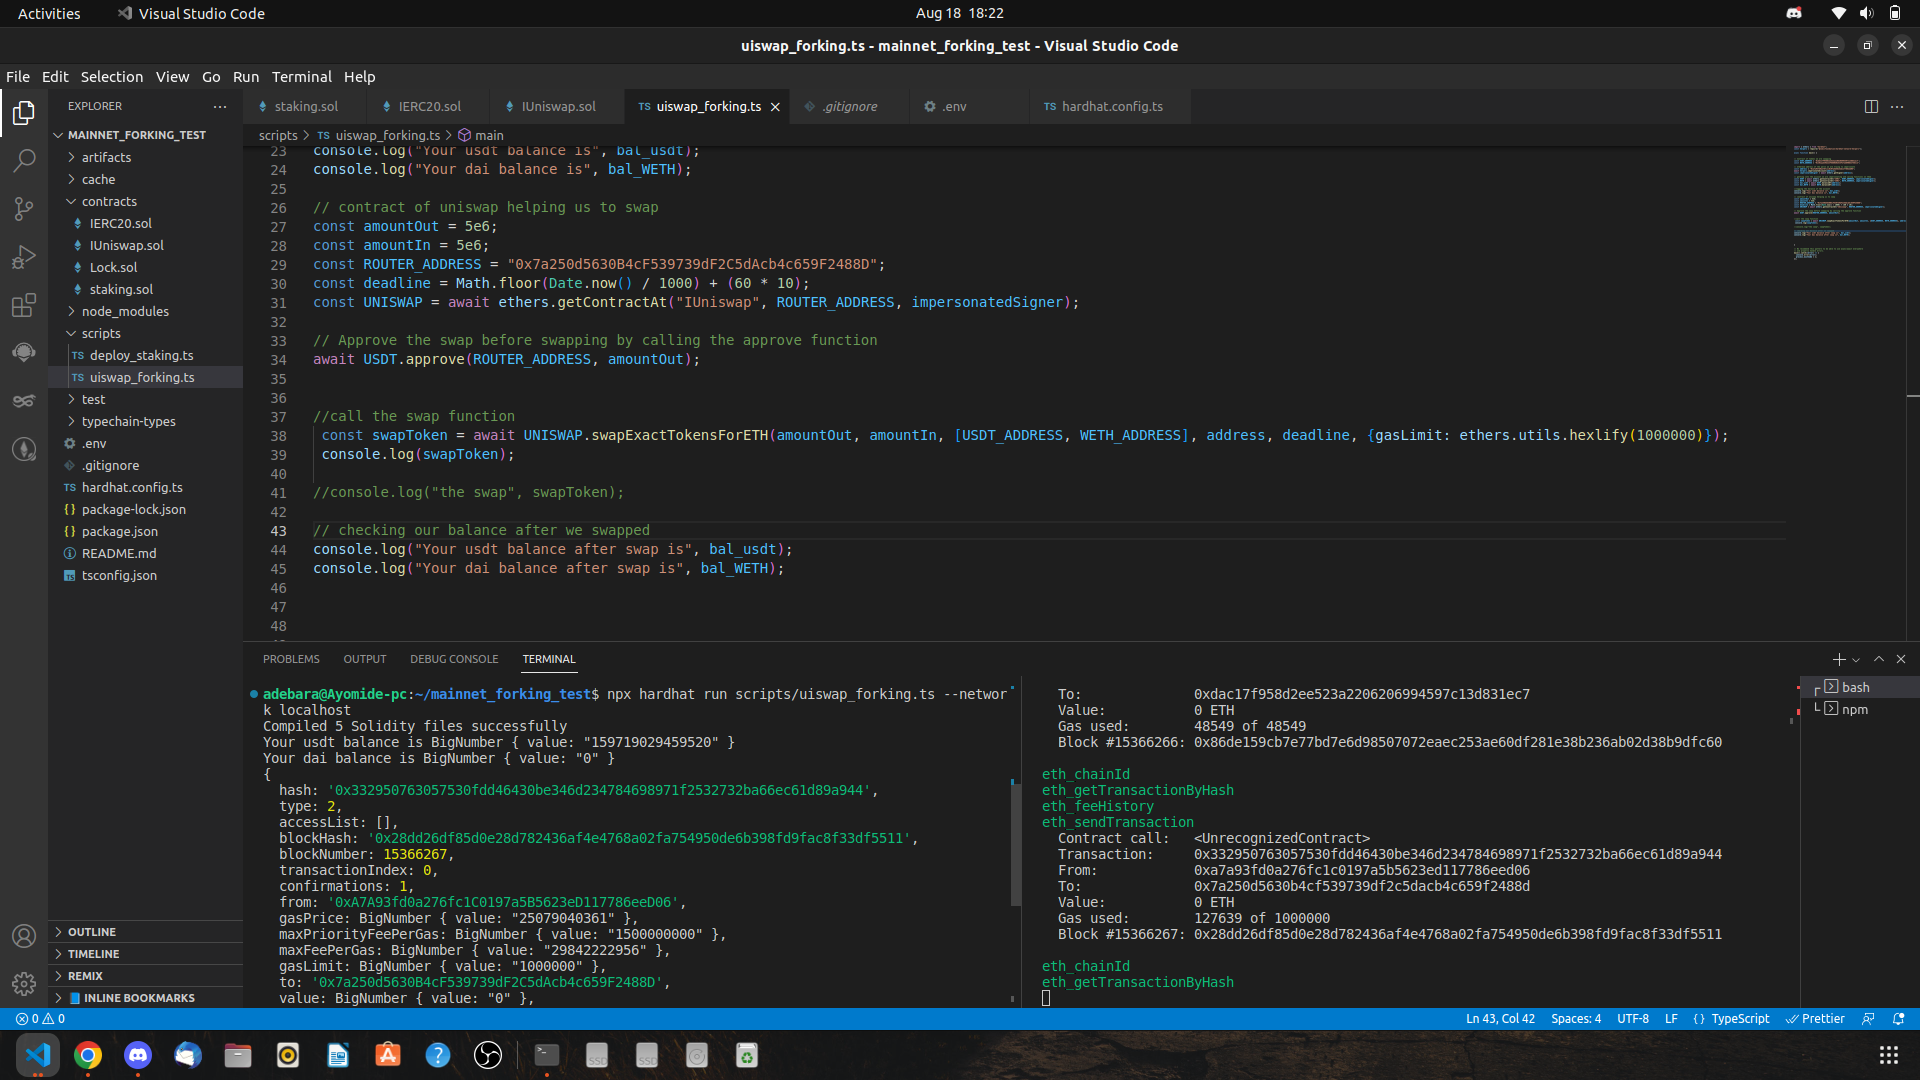 Activities
Visual Studio Code
Aug 18 18:22
uiswap_forking.ts - mainnet_forking_test - Visual Studio Code
File Edit Selection View Go Run Terminal Help
EXPLORER
staking.sol
IERC20.sol
IUniswap.sol
TS uiswap_forking.ts
.gitignore
.env
TS hardhat.config.ts
MAINNET_FORKING_TEST
artifacts
cache
contracts
IERC20.sol
IUniswap.sol
Lock.sol
staking.sol
node_modules
scripts
TS deploy_staking.ts
TS uiswap_forking.ts
test
typechain-types
.env
.gitignore
TS hardhat.config.ts
{} package-lock.json
{} package.json
README.md
tsconfig.json
OUTLINE
TIMELINE
REMIX
INLINE BOOKMARKS
scripts > TS uiswap_forking.ts > main
23 console.log("Your usdt balance is", bal_usdt);
24 console.log("Your dai balance is", bal_WETH);
25
26 // contract of uniswap helping us to swap
27 const amountOut = 5e6;
28 const amountIn = 5e6;
29 const ROUTER_ADDRESS = "0x7a250d5630B4cF539739dF2C5dAcb4c659F2488D";
30 const deadline = Math.floor(Date.now() / 1000) + (60 * 10);
31 const UNISWAP = await ethers.getContractAt("IUniswap", ROUTER_ADDRESS, impersonatedSigner);
32
33 // Approve the swap before swapping by calling the approve function
34 await USDT.approve(ROUTER_ADDRESS, amountOut);
35
36
37 //call the swap function
38 const swapToken = await UNISWAP.swapExactTokensForETH(amountOut, amountIn, [USDT_ADDRESS, WETH_ADDRESS], address, deadline, {gasLimit: ethers.utils.hexlify(1000000)});
39 console.log(swapToken);
40
41 //console.log("the swap", swapToken);
42
43 // checking our balance after we swapped
44 console.log("Your usdt balance after swap is", bal_usdt);
45 console.log("Your dai balance after swap is", bal_WETH);
46
47
48
PROBLEMS OUTPUT DEBUG CONSOLE TERMINAL
adebara@Ayomide-pc:~/mainnet_forking_test$ npx hardhat run scripts/uiswap_forking.ts --networ
k localhost
Compiled 5 Solidity files successfully
Your usdt balance is BigNumber { value: "159719029459520" }
Your dai balance is BigNumber { value: "0" }
{
hash: '0x332950763057530fdd46430be346d234784698971f2532732ba66ec61d89a944',
type: 2,
accessList: [],
blockHash: '0x28dd26df85d0e28d782436af4e4768a02fa754950de6b398fd9fac8f33df5511',
blockNumber: 15366267,
transactionIndex: 0,
confirmations: 1,
from: '0xA7A93fd0a276fc1C0197a5B5623eD117786eeD06',
gasPrice: BigNumber { value: "25079040361" },
maxPriorityFeePerGas: BigNumber { value: "1500000000" },
maxFeePerGas: BigNumber { value: "29842222956" },
gasLimit: BigNumber { value: "1000000" },
to: '0x7a250d5630B4cF539739dF2C5dAcb4c659F2488D',
value: BigNumber { value: "0" },
To: 0xdac17f958d2ee523a2206206994597c13d831ec7
Value: 0 ETH
Gas used: 48549 of 48549
Block #15366266: 0x86de159cb7e77bd7e6d98507072eaec253ae60df281e38b236ab02d38b9dfc60
eth_chainId
eth_getTransactionByHash
eth_feeHistory
eth_sendTransaction
Contract call: <UnrecognizedContract>
Transaction: 0x332950763057530fdd46430be346d234784698971f2532732ba66ec61d89a944
From: 0xa7a93fd0a276fc1c0197a5b5623ed117786eed06
To: 0x7a250d5630b4cf539739df2c5dacb4c659f2488d
Value: 0 ETH
Gas used: 127639 of 1000000
Block #15366267: 0x28dd26df85d0e28d782436af4e4768a02fa754950de6b398fd9fac8f33df5511
eth_chainId
eth_getTransactionByHash
bash
npm
0 0
Ln 43, Col 42 Spaces: 4 UTF-8 LF {} TypeScript Prettier